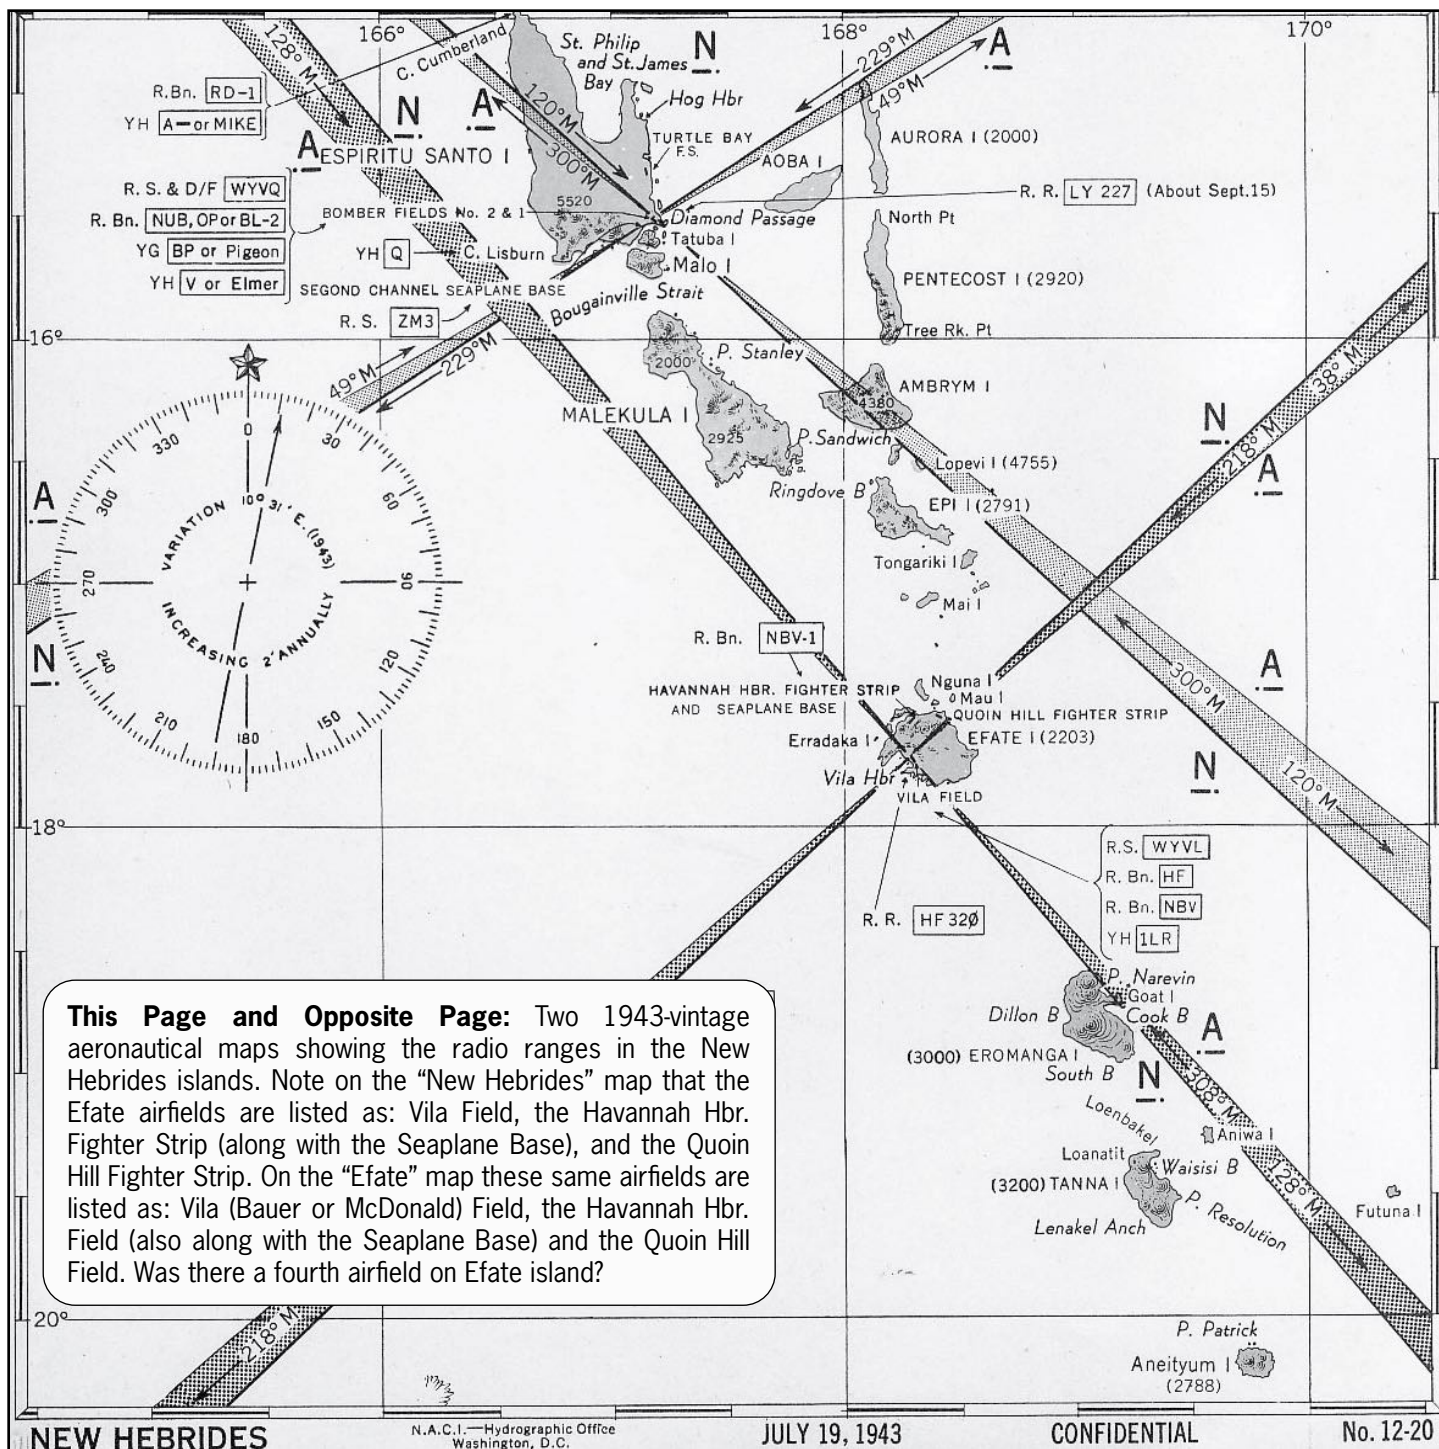 166°
168°
170°
128° M
C. Cumberland
St. Philip
and St. James
Bay
N
229°M
A
49°M
R.Bn. RD-1
YH A— or MIKE
N
A
120°M
300°M
Hog Hbr
TURTLE BAY
F.S.
AURORA I (2000)
A
ESPIRITU SANTO I
AOBA I
R. S. & D/F WYVQ
R. Bn. NUB, OP or BL-2
YG BP or Pigeon
YH V or Elmer
BOMBER FIELDS No. 2 & 1
5520
R. R. LY 227 (About Sept.15)
Diamond Passage
North Pt
Tatuba I
YH Q
C. Lisburn
Malo I
PENTECOST I (2920)
SEGOND CHANNEL SEAPLANE BASE
Bougainville Strait
R. S. ZM3
Tree Rk. Pt
16°
49° M
229°M
2000
P. Stanley
38° M
AMBRYM I
4380
MALEKULA I
2925
P. Sandwich
N
218° M
A
Lopevi I (4755)
Ringdove B
EPI I (2791)
Tongariki I
Mai I
0
30
60
90
120
150
180
210
240
270
300
330
VARIATION 10° 31' E. (1943)
INCREASING 2' ANNUALLY
A
N
R. Bn. NBV-1
A
300° M
HAVANNAH HBR. FIGHTER STRIP
AND SEAPLANE BASE
Nguna I
Mau I
QUOIN HILL FIGHTER STRIP
Erradaka I
EFATE I (2203)
Vila Hbr
VILA FIELD
N
120° M
18°
R.S. WYVL
R. Bn. HF
R. Bn. NBV
YH 1LR
R. R. HF 32Ø
P. Narevin
Goat I
Dillon B
Cook B
A
(3000) EROMANGA I
South B
N
308° M
Loenbakel
Aniwa I
Loanatit
Waisisi B
128° M
(3200) TANNA I
P. Resolution
Futuna I
Lenakel Anch
This Page and Opposite Page: Two 1943-vintage
aeronautical maps showing the radio ranges in the New
Hebrides islands. Note on the “New Hebrides” map that the
Efate airfields are listed as: Vila Field, the Havannah Hbr.
Fighter Strip (along with the Seaplane Base), and the Quoin
Hill Fighter Strip. On the “Efate” map these same airfields are
listed as: Vila (Bauer or McDonald) Field, the Havannah Hbr.
Field (also along with the Seaplane Base) and the Quoin Hill
Field. Was there a fourth airfield on Efate island?
20°
218° M
P. Patrick
Aneityum I
(2788)
NEW HEBRIDES
N.A.C.I.—Hydrographic Office
Washington, D.C.
JULY 19, 1943
CONFIDENTIAL
No. 12-20